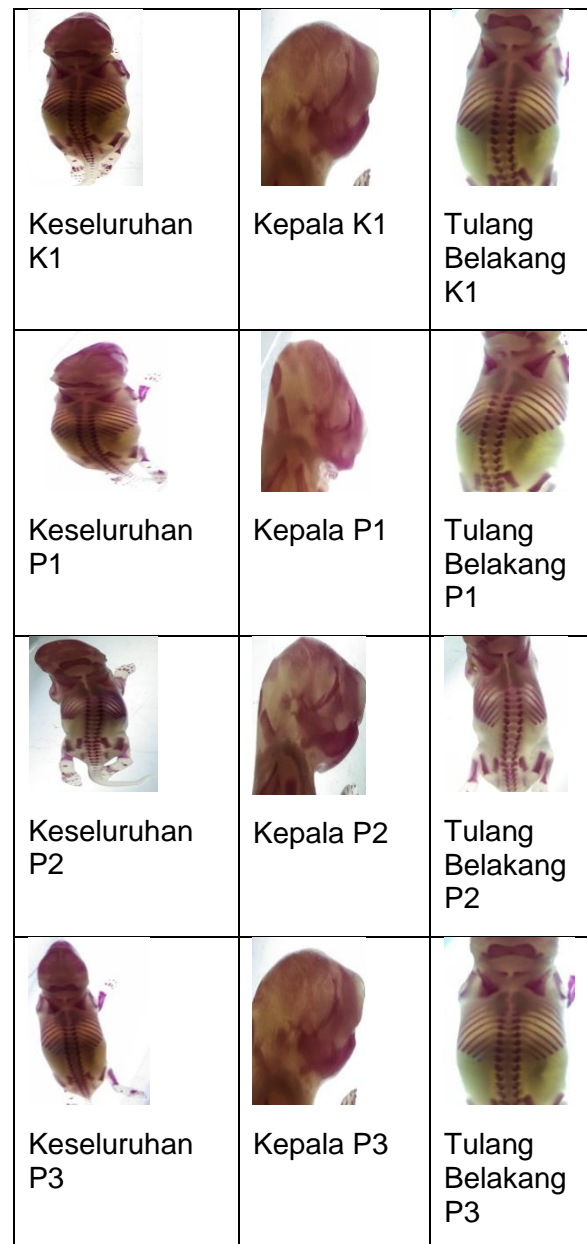 Keseluruhan
K1
Kepala K1
Tulang
Belakang
K1
Keseluruhan
P1
Kepala P1
Tulang
Belakang
P1
Keseluruhan
P2
Kepala P2
Tulang
Belakang
P2
Keseluruhan
P3
Kepala P3
Tulang
Belakang
P3